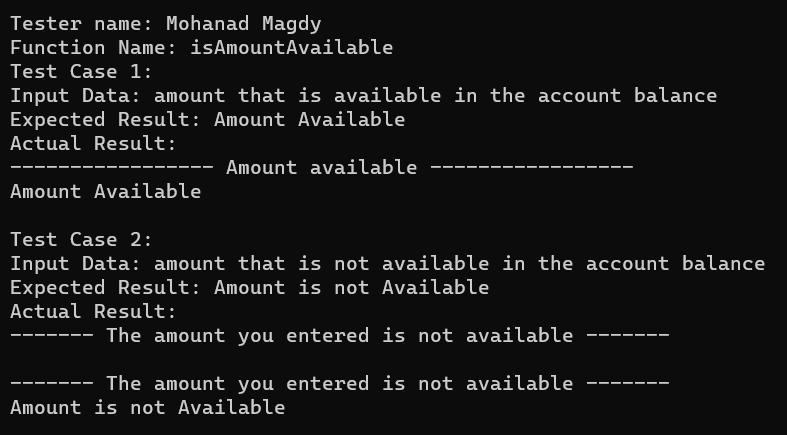 Tester name: Mohanad Magdy
Function Name: isAmountAvailable
Test Case 1:
Input Data: amount that is available in the account balance
Expected Result: Amount Available
Actual Result:
----------------- Amount available -----------------
Amount Available
Test Case 2:
Input Data: amount that is not available in the account balance
Expected Result: Amount is not Available
Actual Result:
------- The amount you entered is not available -------
------- The amount you entered is not available -------
Amount is not Available